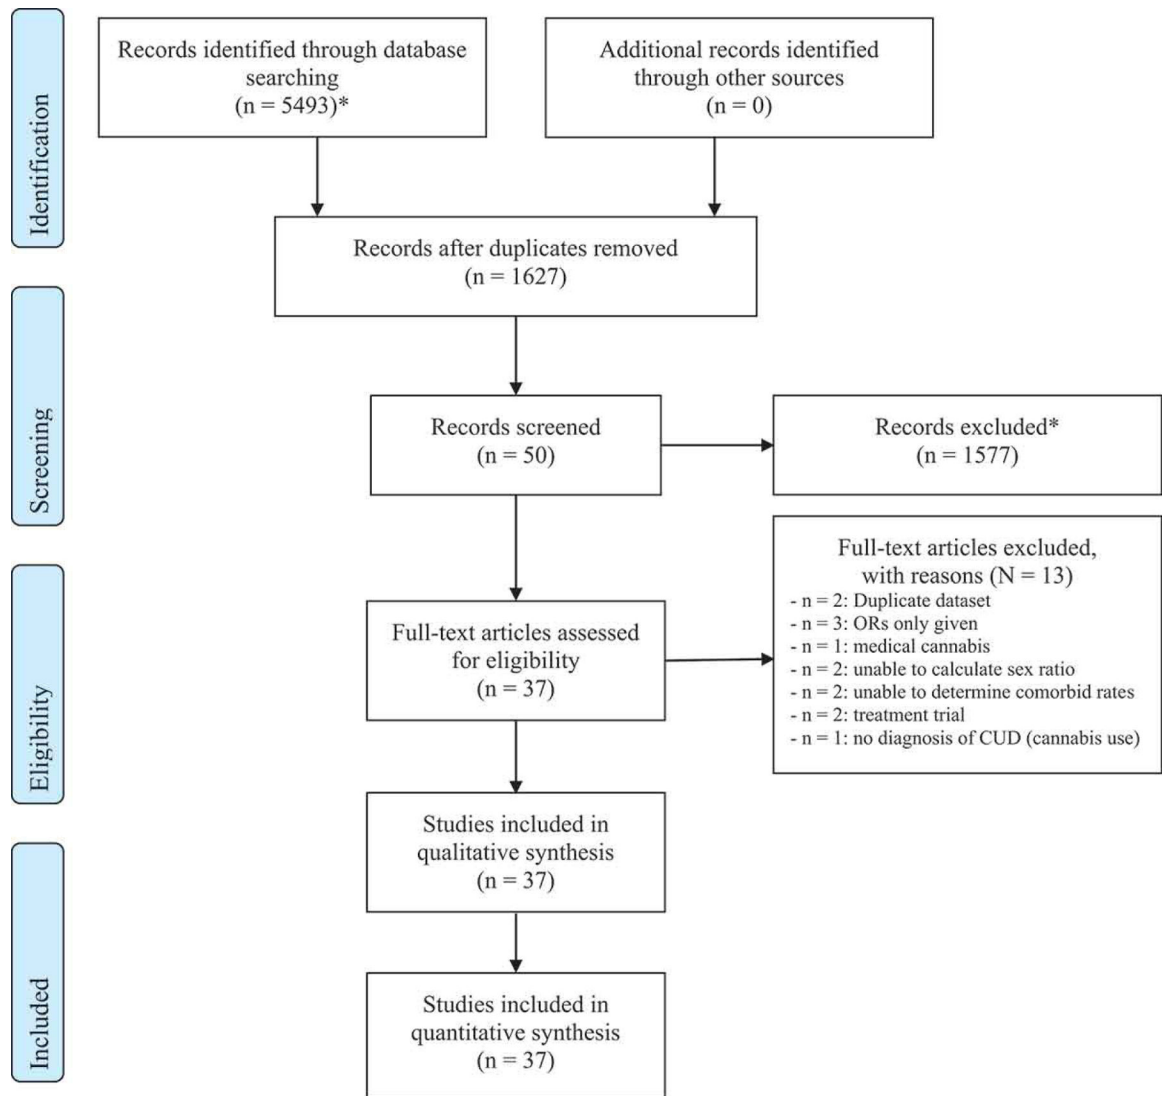 Identification
Records identified through database
searching
(n = 5493)*
Additional records identified
through other sources
(n = 0)
Records after duplicates removed
(n = 1627)
Screening
Records screened
(n = 50)
Records excluded*
(n = 1577)
Eligibility
Full-text articles assessed
for eligibility
(n = 37)
Full-text articles excluded,
with reasons (N = 13)
- n = 2: Duplicate dataset
- n = 3: ORs only given
- n = 1: medical cannabis
- n = 2: unable to calculate sex ratio
- n = 2: unable to determine comorbid rates
- n = 2: treatment trial
- n = 1: no diagnosis of CUD (cannabis use)
Studies included in
qualitative synthesis
(n = 37)
Included
Studies included in
quantitative synthesis
(n = 37)